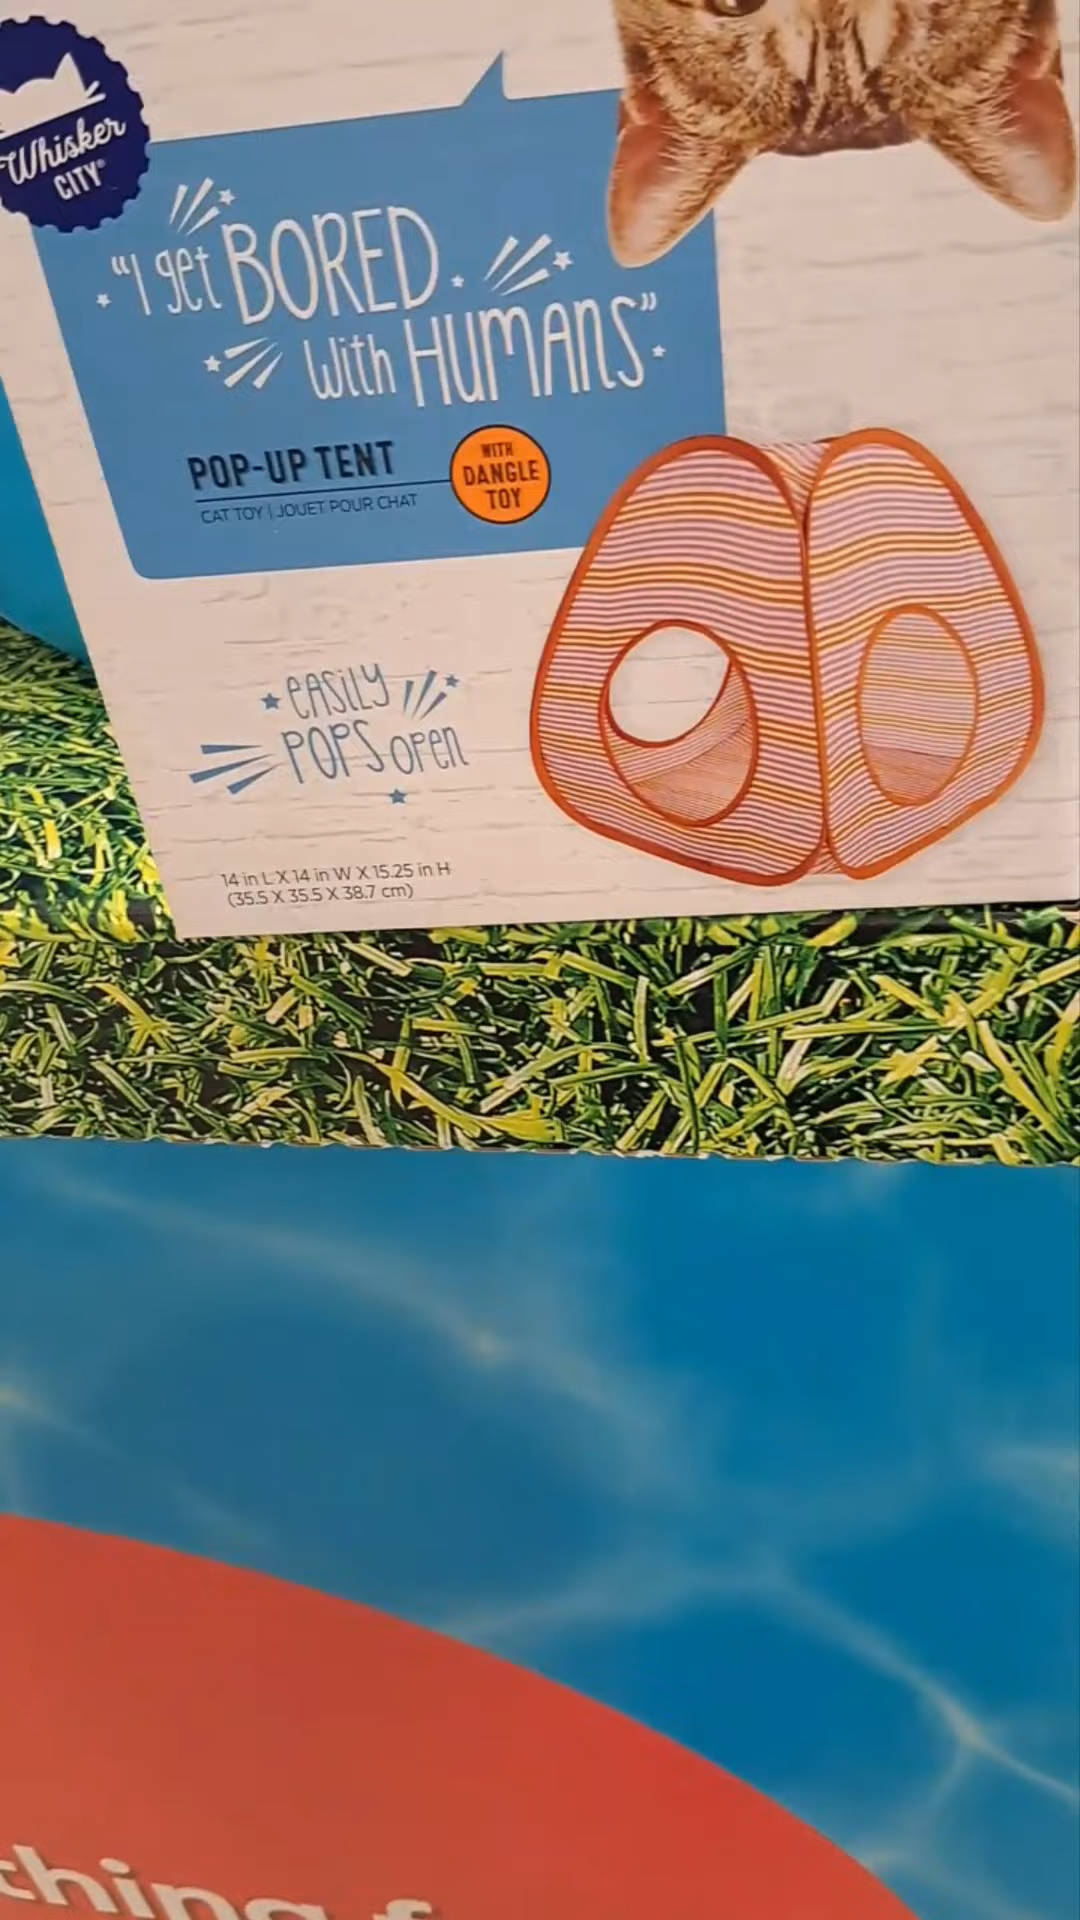 Whisker
CITY®
"I get BORED
With HUMANS"
POP-UP TENT
CAT TOY | JOUET POUR CHAT
WITH
DANGLE
TOY
EASILY
POPS OPEN
14 in L X 14 in W X 15.25 in H
(35.5 X 35.5 X 38.7 cm)
thing f